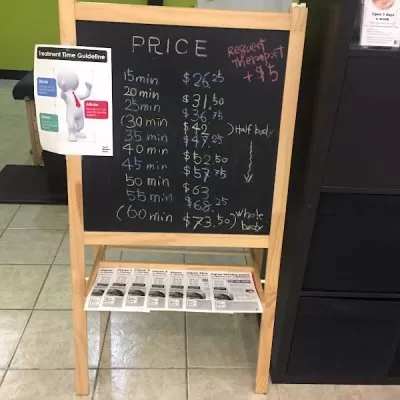 PRICE
Request
therapist
+ $5
15 min $26.25
20 min $31.50
25 min $36.75
(30 min $42 ) Half body
35 min $47.25
40 min $52.50
45 min $57.75
50 min $63
55 min $68.25
(60 min $73.50 ) Whole
body
Treatment Time Guideline